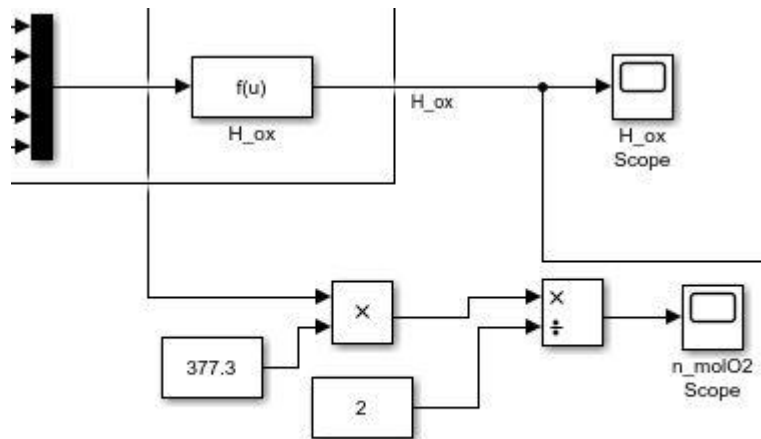 f(u)
H_ox
H_ox
H_ox
Scope
×
×
÷
377.3
2
n_molO2
Scope